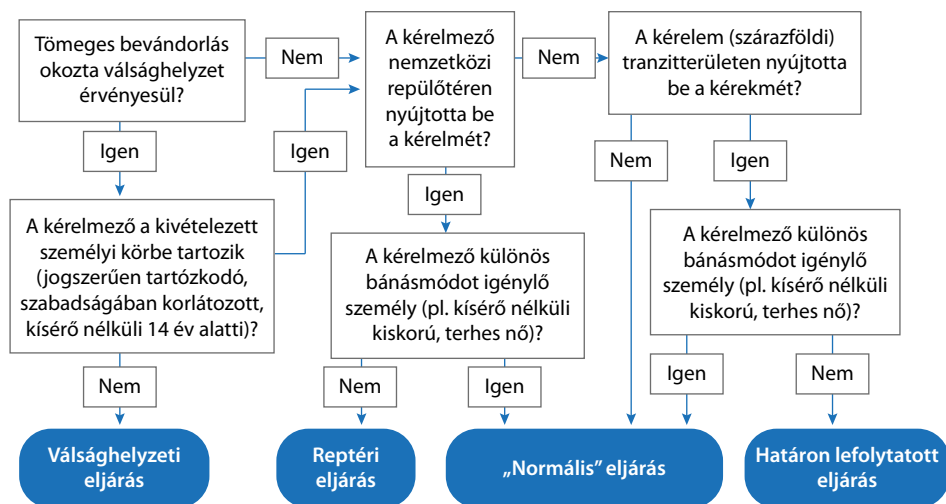 Tömeges bevándorlás
okozta válsághelyzet
érvényesül?
Nem
A kérelmező
nemzetközi
repülőtéren
nyújtotta be
a kérelmét?
Nem
A kérelem (szárazföldi)
tranzitterületen nyújtotta
be a kérekmét?
Igen
Igen
Nem
Igen
Igen
A kérelmező a kivételezett
személyi körbe tartozik
(jogszerűen tartózkodó,
szabadságában korlátozott,
kísérő nélküli 14 év alatti)?
A kérelmező különös
bánásmódot igénylő
személy (pl. kísérő nélküli
kiskorú, terhes nő)?
A kérelmező különös
bánásmódot igénylő
személy (pl. kísérő nélküli
kiskorú, terhes nő)?
Nem
Nem
Igen
Igen
Nem
Válsághelyzeti
eljárás
Reptéri
eljárás
„Normális” eljárás
Határon lefolytatott
eljárás